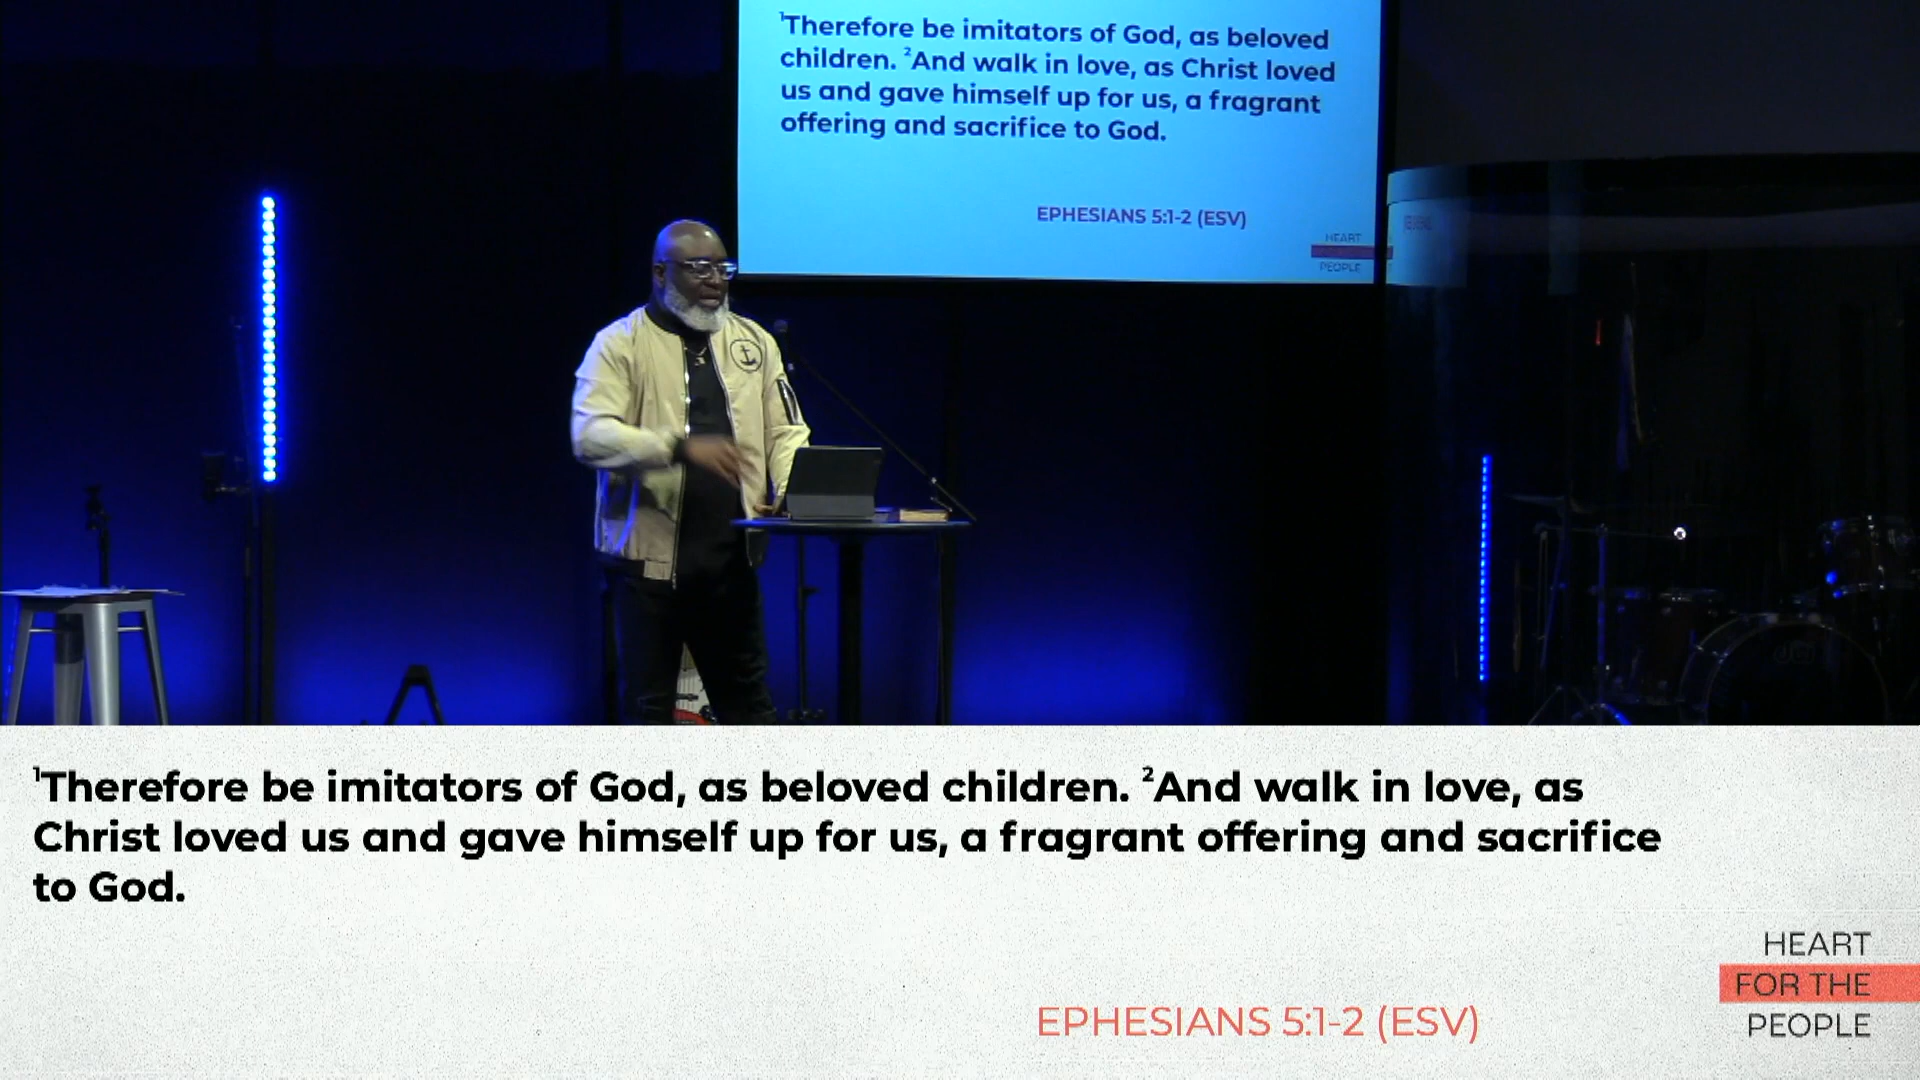 ¹Therefore be imitators of God, as beloved
children. ²And walk in love, as Christ loved
us and gave himself up for us, a fragrant
offering and sacrifice to God.
EPHESIANS 5:1-2 (ESV)
HEART
PEOPLE
¹Therefore be imitators of God, as beloved children. ²And walk in love, as
Christ loved us and gave himself up for us, a fragrant offering and sacrifice
to God.
EPHESIANS 5:1-2 (ESV)
HEART
FOR THE
PEOPLE